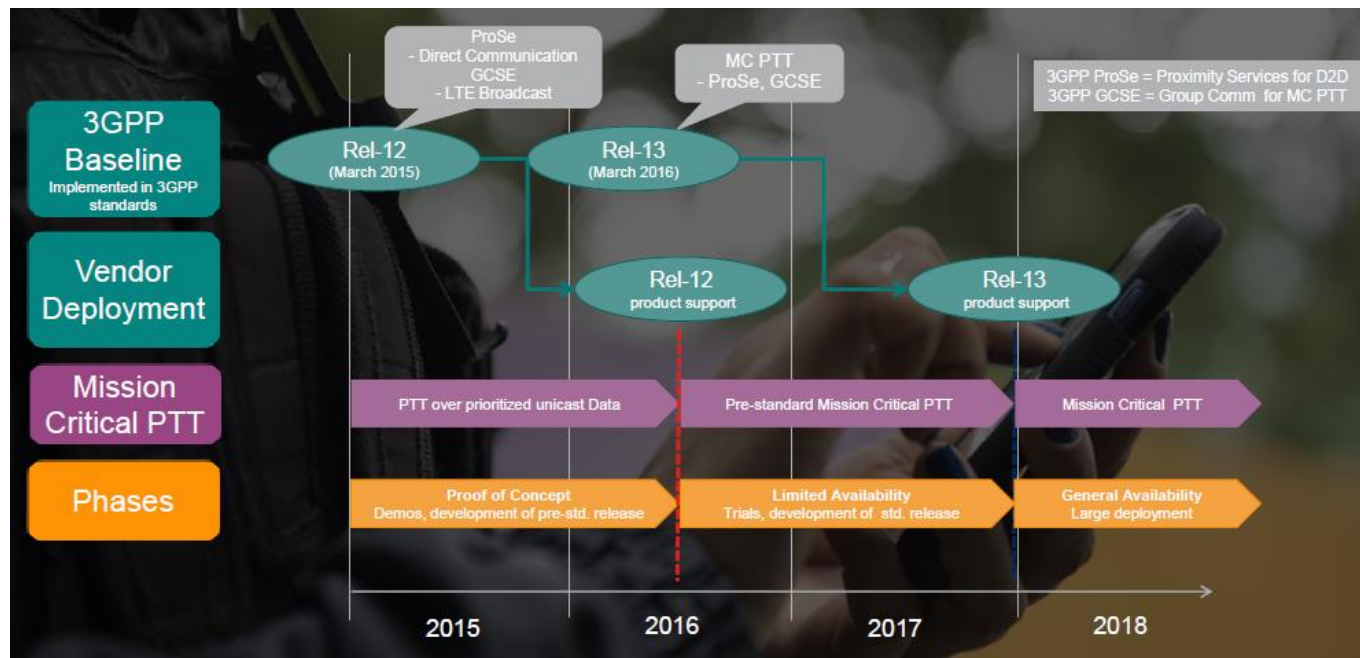 ProSe
- Direct Communication
GCSE
- LTE Broadcast
MC PTT
- ProSe, GCSE
3GPP ProSe = Proximity Services for D2D
3GPP GCSE = Group Comm for MC PTT
3GPP
Baseline
Implemented in 3GPP
standards
Rel-12
(March 2015)
Rel-13
(March 2016)
Vendor
Deployment
Rel-12
product support
Rel-13
product support
Mission
Critical PTT
PTT over prioritized unicast Data
Pre-standard Mission Critical PTT
Mission Critical PTT
Phases
Proof of Concept
Demos, development of pre-std. release
Limited Availability
Trials, development of std. release
General Availability
Large deployment
2015
2016
2017
2018